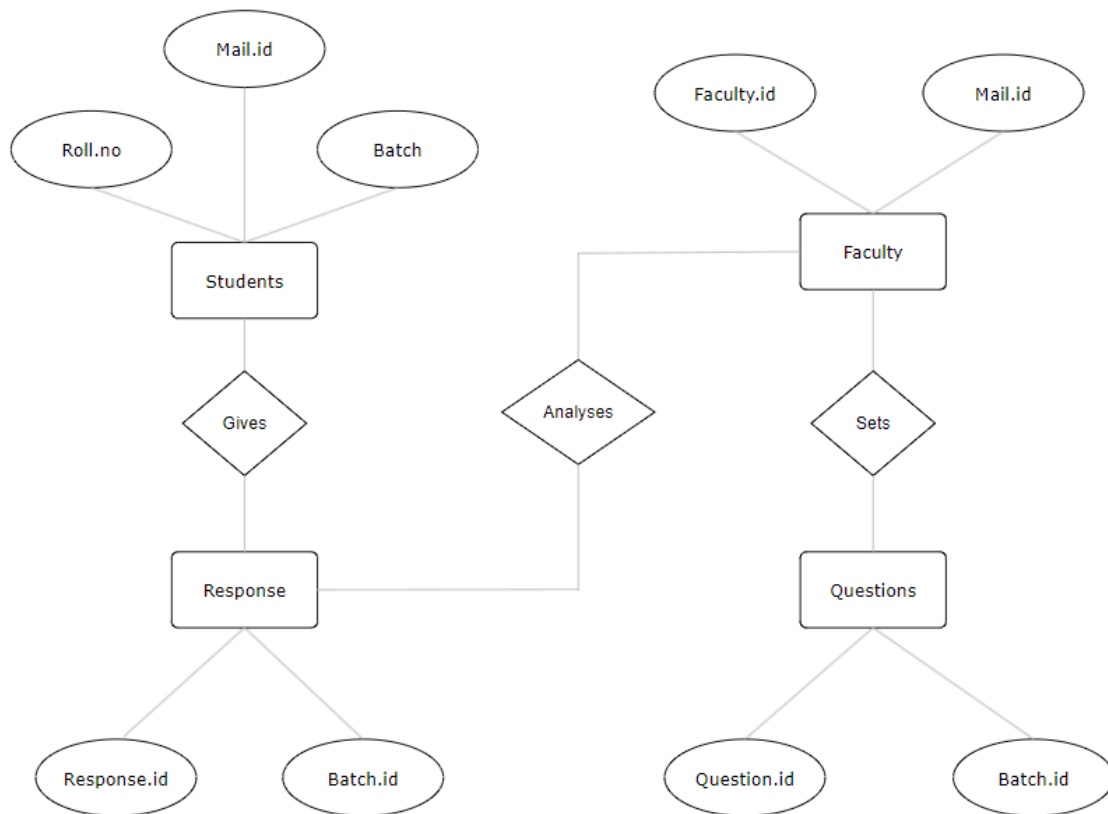 Mail.id
Faculty.id
Mail.id
Roll.no
Batch
Faculty
Students
Analyses
Gives
Sets
Response
Questions
Response.id
Batch.id
Question.id
Batch.id